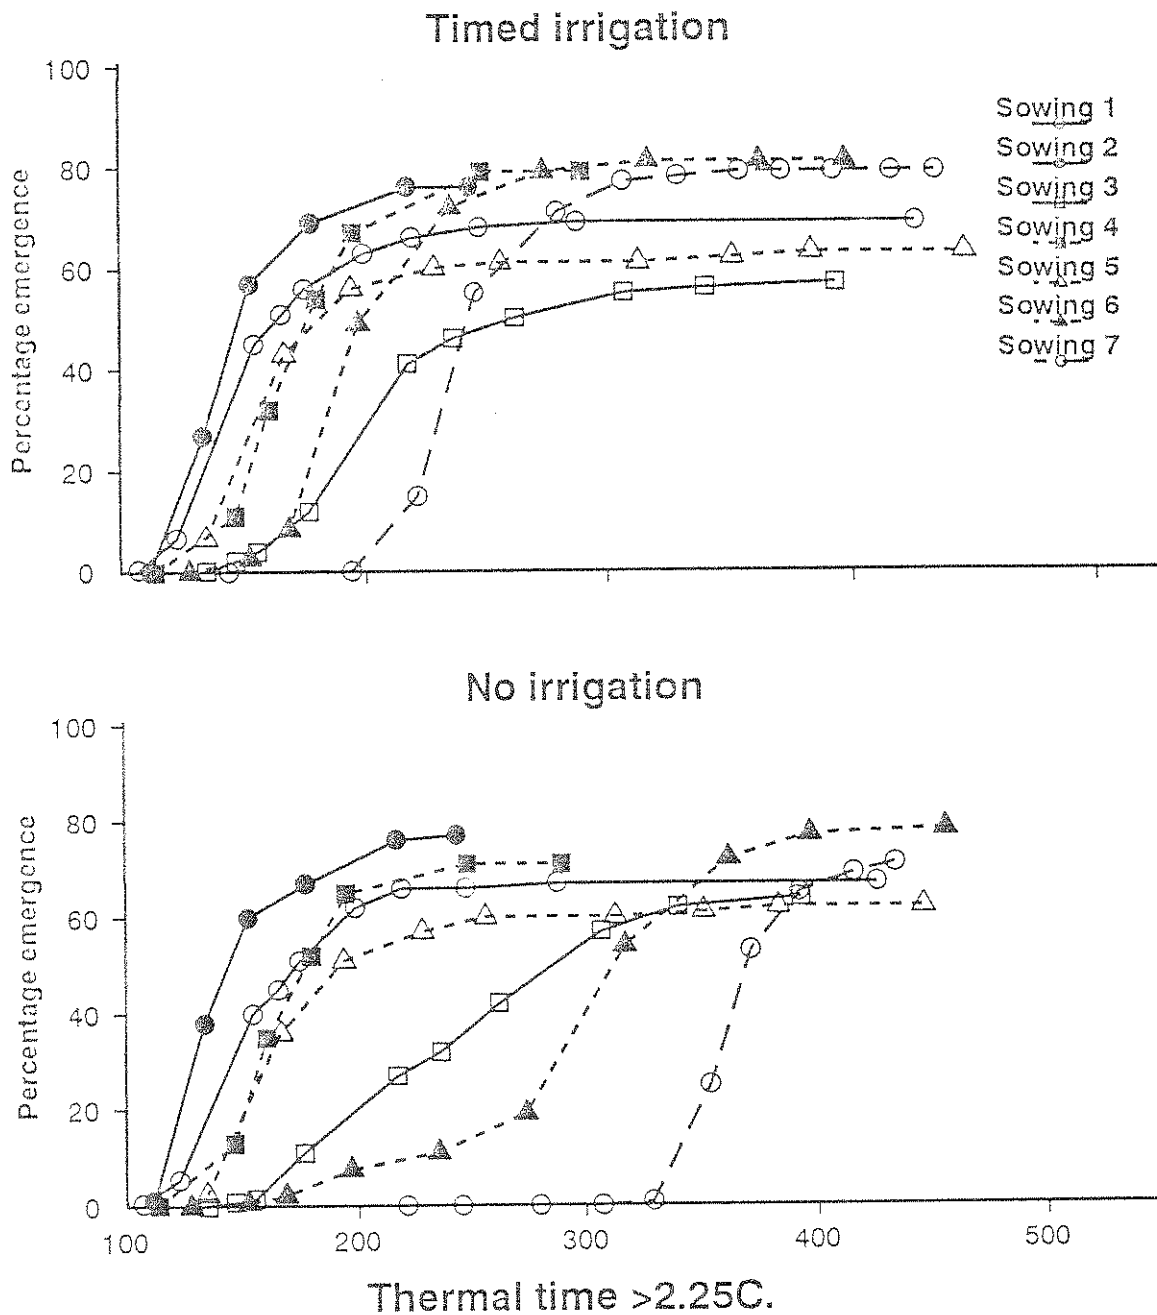 Timed irrigation
100
80
60
40
20
0
Percentage emergence
Sowing 1
Sowing 2
Sowing 3
Sowing 4
Sowing 5
Sowing 6
Sowing 7
No irrigation
100
80
60
40
20
0
Percentage emergence
100 200 300 400 500
Thermal time >2.25C.